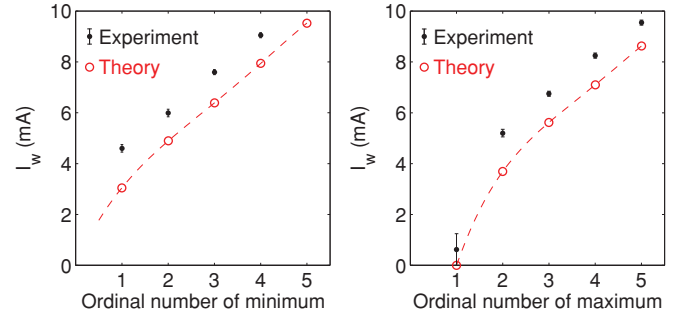 10
8
6
4
2
0
I_w (mA)
Experiment
Theory
1 2 3 4 5
Ordinal number of minimum
10
8
6
4
2
0
I_w (mA)
Experiment
Theory
1 2 3 4 5
Ordinal number of maximum